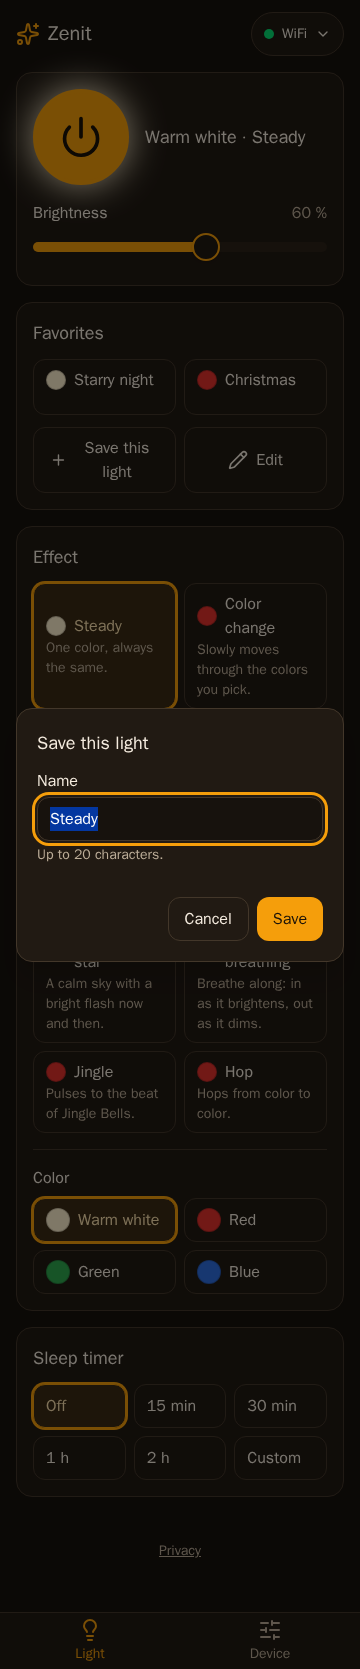 Zenit
WiFi
Warm white · Steady
Brightness
60 %
Favorites
Starry night
Christmas
Save this
light
Edit
Effect
Steady
One color, always
the same.
Color
change
Slowly moves
through the colors
you pick.
Save this light
Name
Steady
Up to 20 characters.
Cancel
Save
star
A calm sky with a
bright flash now
and then.
breathing
Breathe along: in
as it brightens, out
as it dims.
Jingle
Pulses to the beat
of Jingle Bells.
Hop
Hops from color to
color.
Color
Warm white
Red
Green
Blue
Sleep timer
Off
15 min
30 min
1 h
2 h
Custom
Privacy
Light
Device